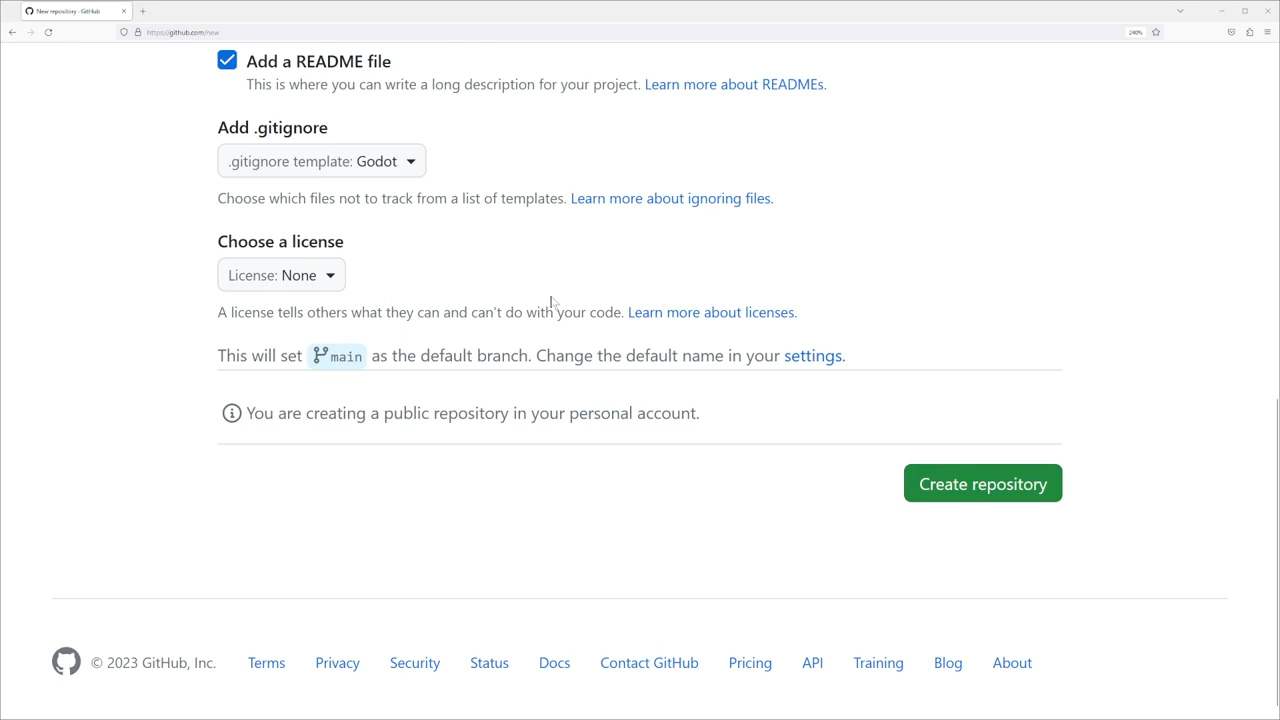 New repository - GitHub
https://github.com/new
240%
Add a README file
This is where you can write a long description for your project. Learn more about READMEs.
Add .gitignore
.gitignore template: Godot
Choose which files not to track from a list of templates. Learn more about ignoring files.
Choose a license
License: None
A license tells others what they can and can't do with your code. Learn more about licenses.
This will set main as the default branch. Change the default name in your settings.
You are creating a public repository in your personal account.
Create repository
© 2023 GitHub, Inc. Terms Privacy Security Status Docs Contact GitHub Pricing API Training Blog About